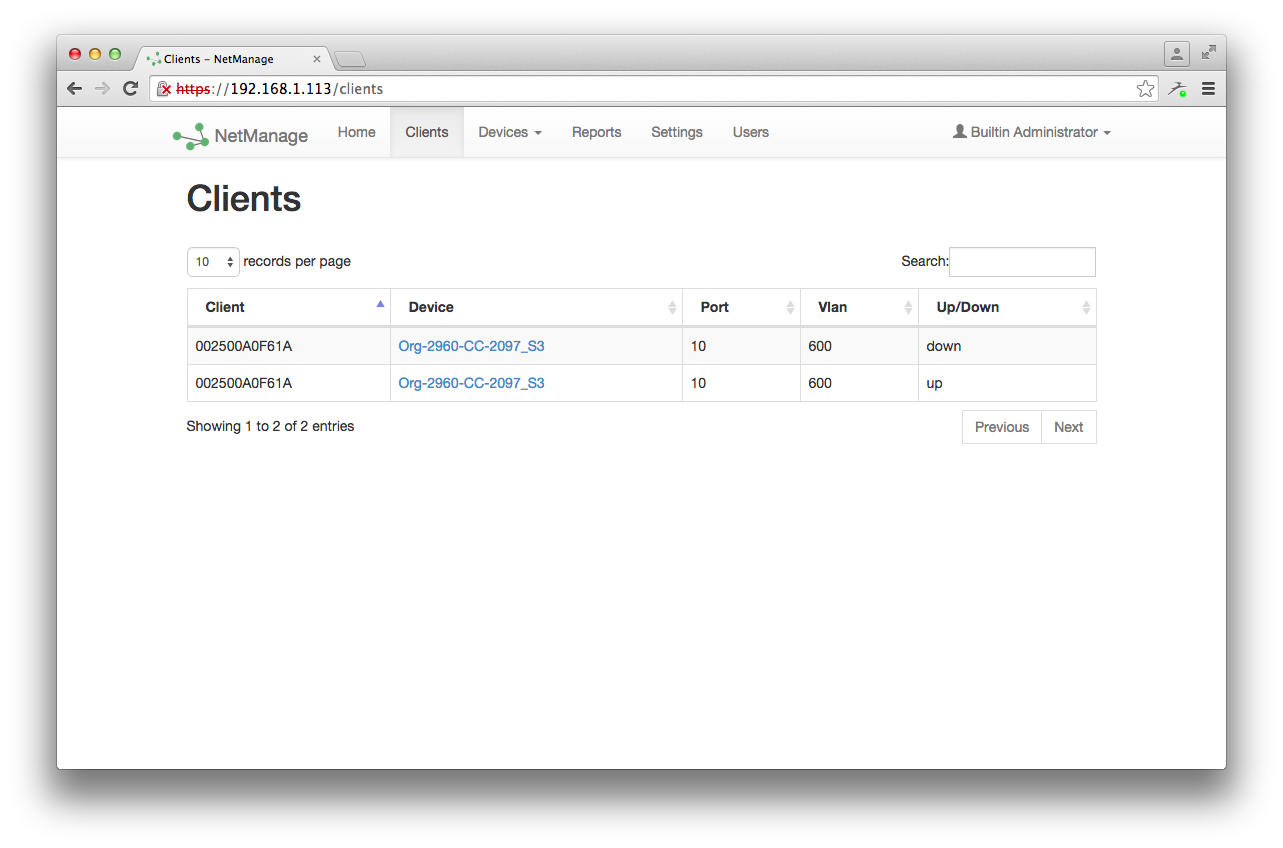 Clients – NetManage
https://192.168.1.113/clients
NetManage Home Clients Devices Reports Settings Users Builtin Administrator
Clients
10 records per page Search:
Client Device Port Vlan Up/Down
002500A0F61A Org-2960-CC-2097_S3 10 600 down
002500A0F61A Org-2960-CC-2097_S3 10 600 up
Showing 1 to 2 of 2 entries Previous Next